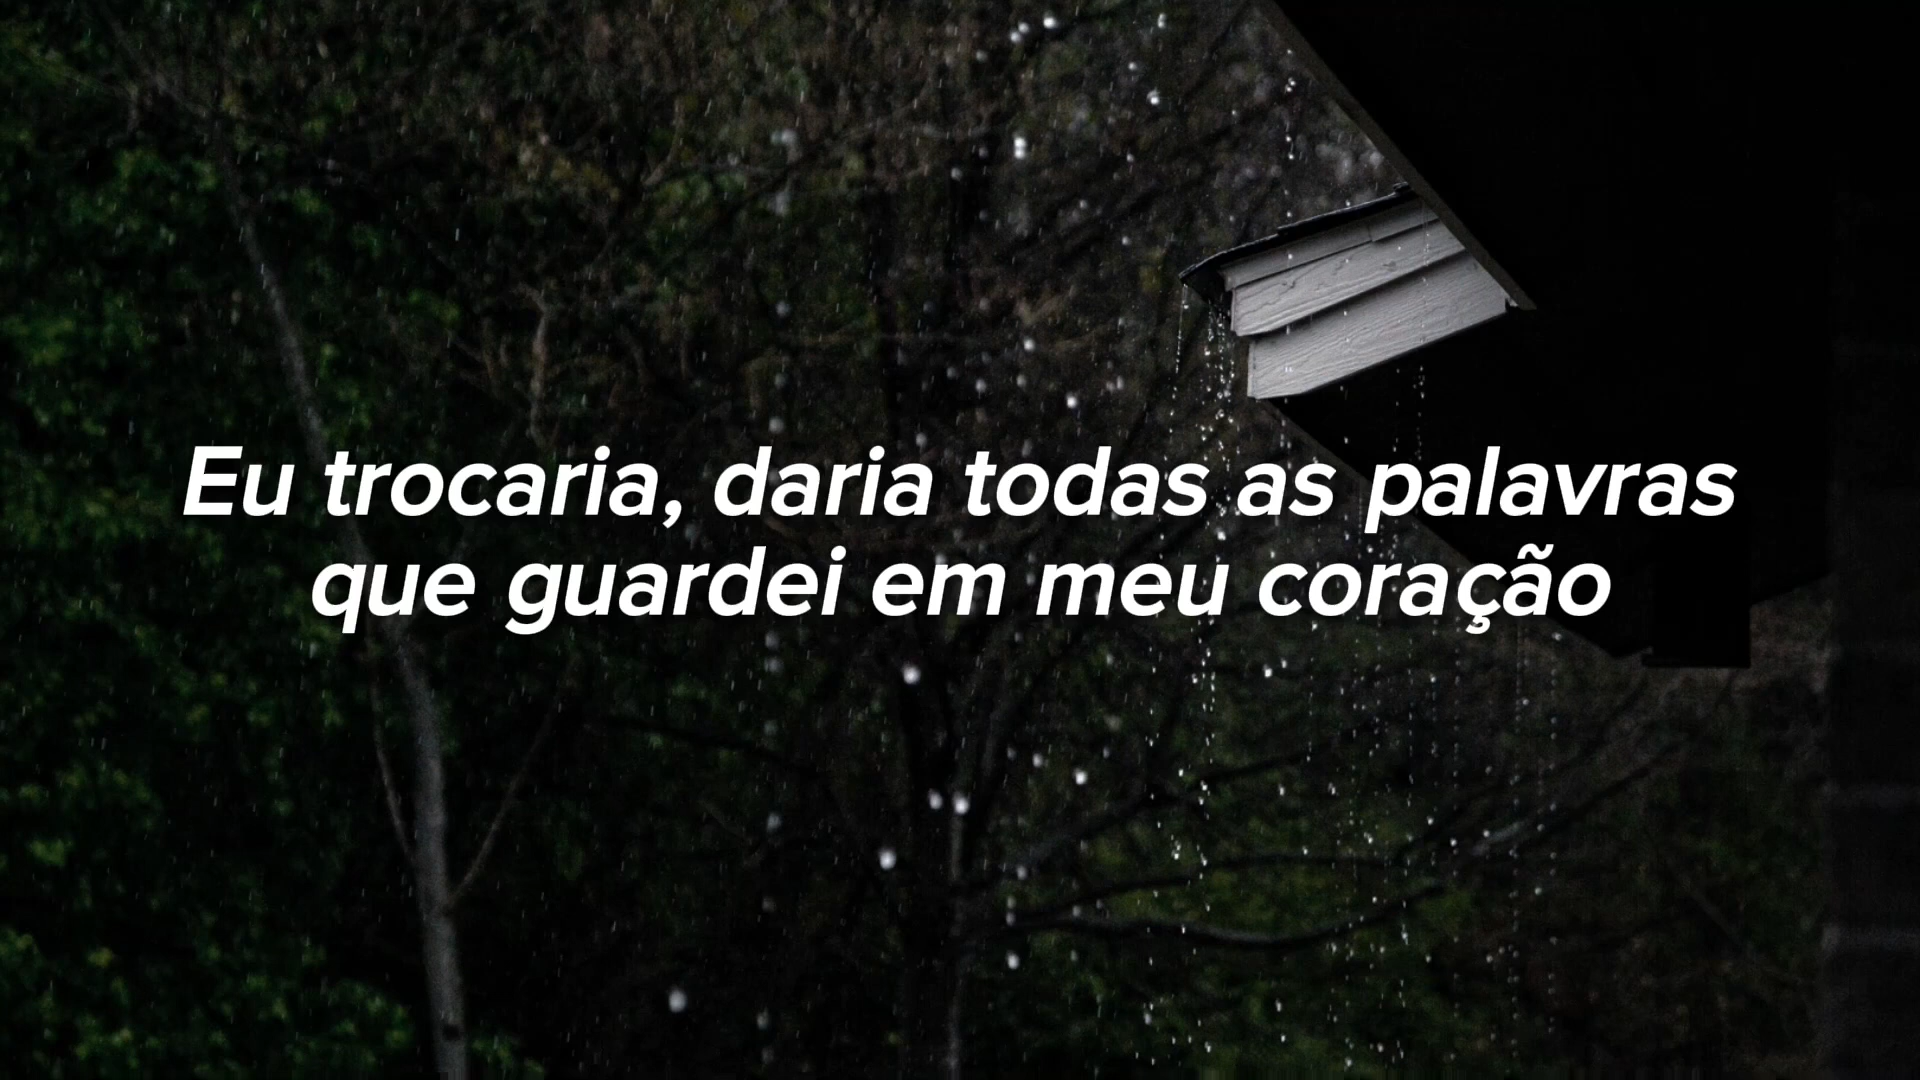 Eu trocaria, daria todas as palavras
que guardei em meu coração